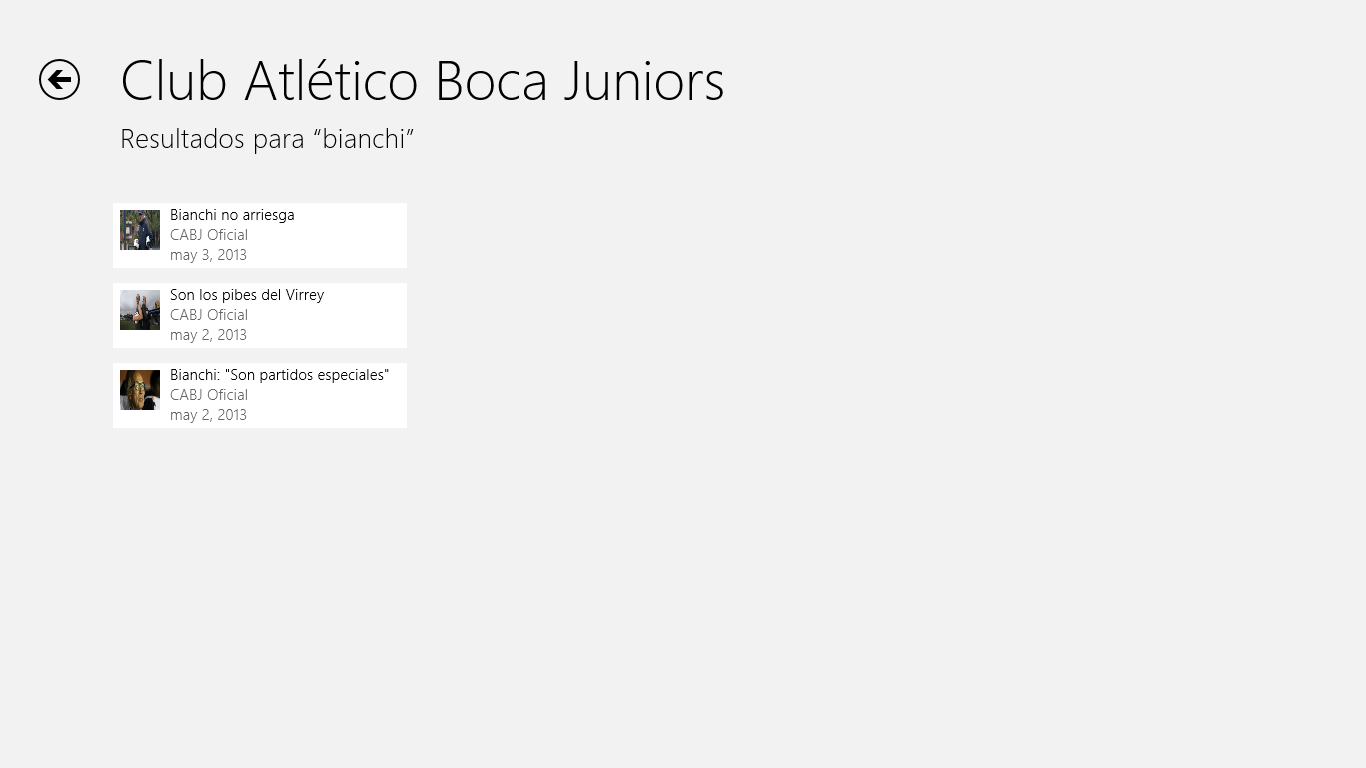 Club Atlético Boca Juniors
Resultados para “bianchi”
Bianchi no arriesga
CABJ Oficial
may 3, 2013
Son los pibes del Virrey
CABJ Oficial
may 2, 2013
Bianchi: "Son partidos especiales"
CABJ Oficial
may 2, 2013